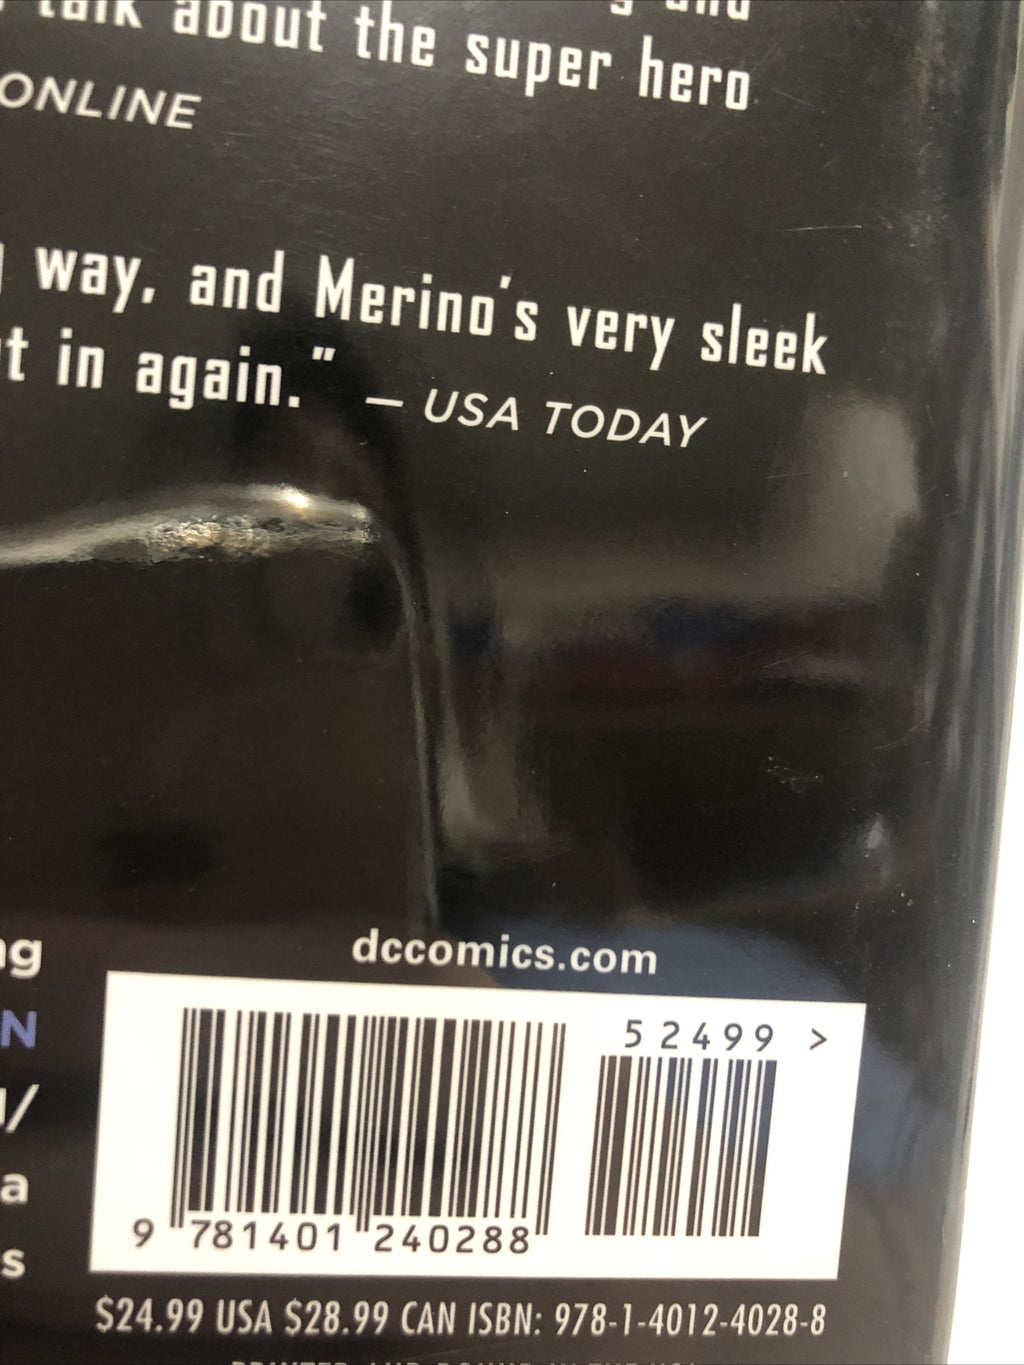 talk about the super hero
ONLINE
way, and Merino's very sleek
in again." — USA TODAY
dccomics.com
N
/
a
s
52499 >
9 781401 240288
$24.99 USA $28.99 CAN ISBN: 978-1-4012-4028-8